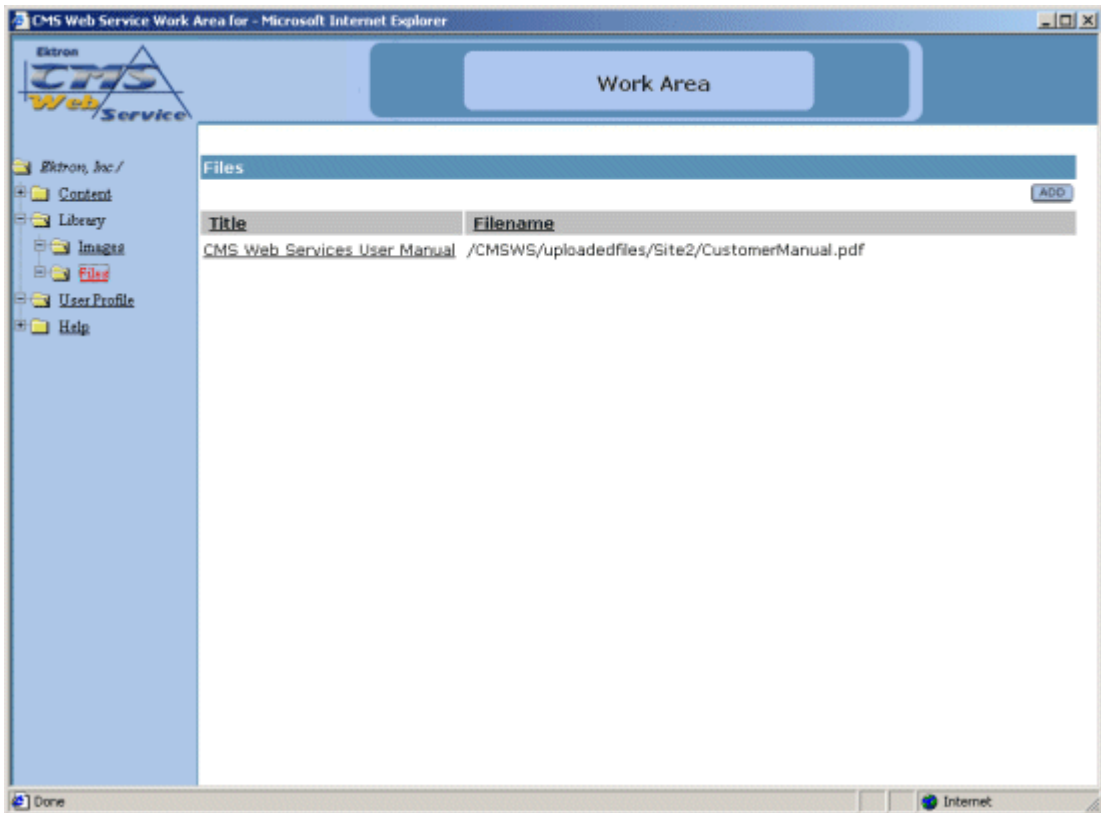 CMS Web Service Work Area for - Microsoft Internet Explorer
Ektron
CMS
Web
Service
Work Area
Ektron, Inc/
Content
Library
Images
Files
User Profile
Help
Files
ADD
Title Filename
CMS Web Services User Manual /CMSWS/uploadedfiles/Site2/CustomerManual.pdf
Done Internet